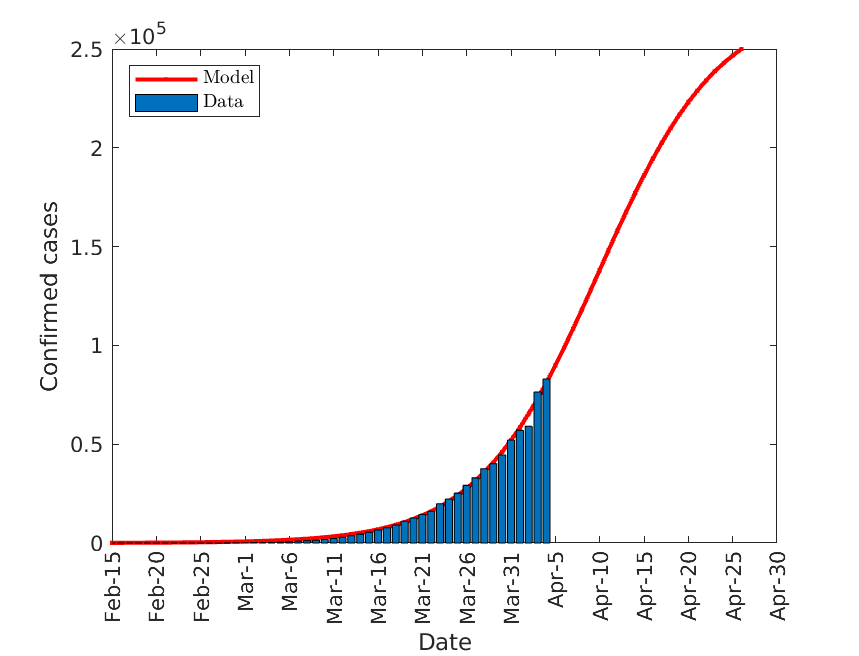 ×10^5
2.5
2
1.5
1
0.5
0
Confirmed cases
Model
Data
Feb-15
Feb-20
Feb-25
Mar-1
Mar-6
Mar-11
Mar-16
Mar-21
Mar-26
Mar-31
Apr-5
Apr-10
Apr-15
Apr-20
Apr-25
Apr-30
Date